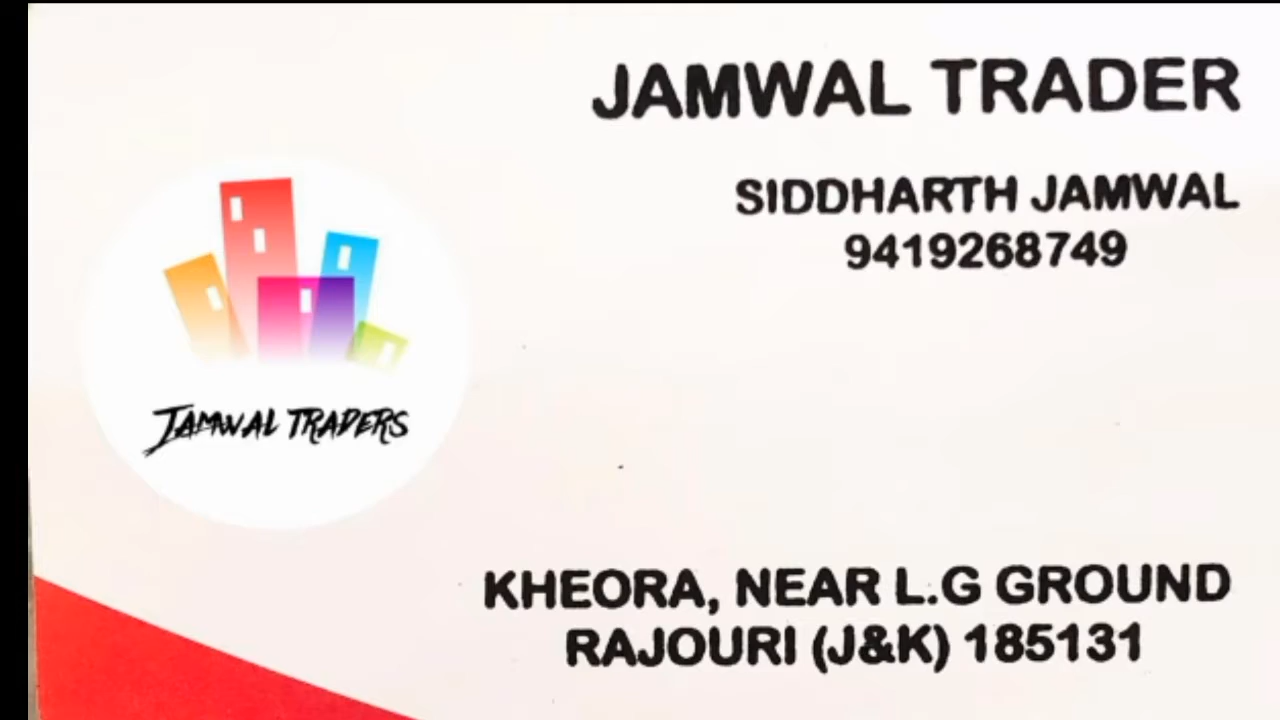 JAMWAL TRADER
SIDDHARTH JAMWAL
9419268749
JAMWAL TRADERS
KHEORA, NEAR L.G GROUND
RAJOURI (J&K) 185131